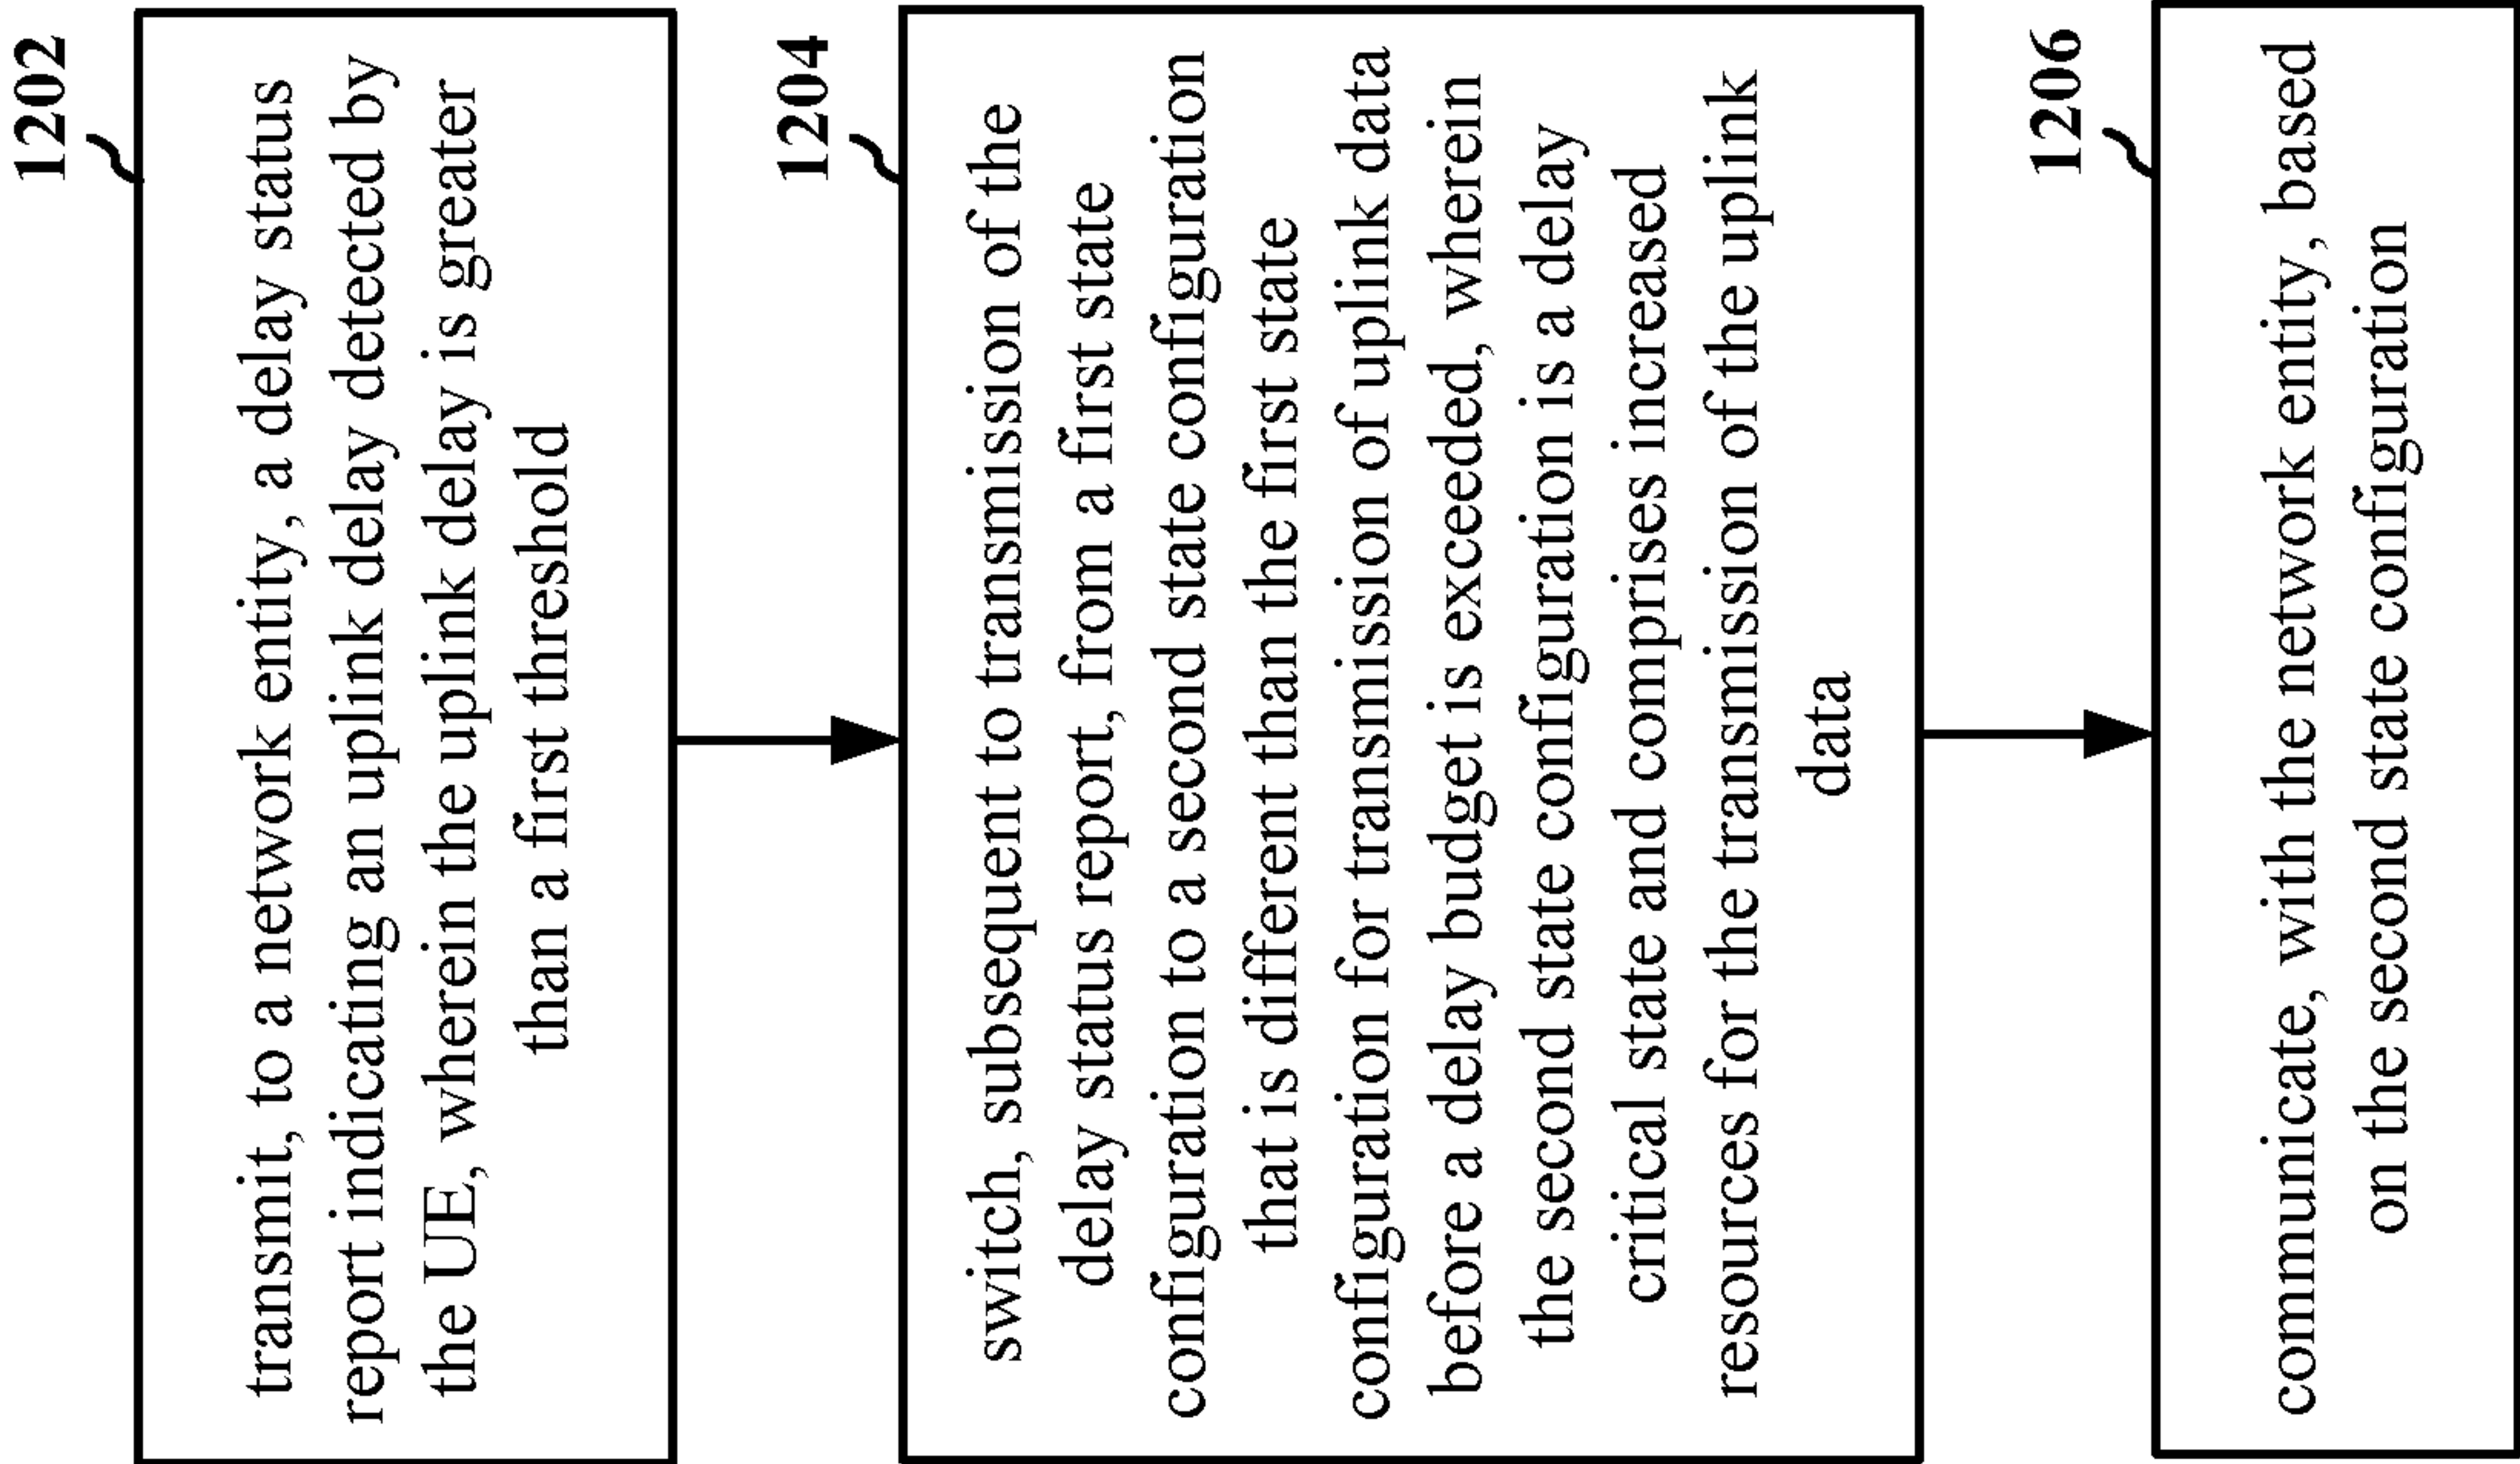 1202
transmit, to a network entity, a delay status
report indicating an uplink delay detected by
the UE, wherein the uplink delay is greater
than a first threshold
1204
switch, subsequent to transmission of the
delay status report, from a first state
configuration to a second state configuration
that is different than the first state
configuration for transmission of uplink data
before a delay budget is exceeded, wherein
the second state configuration is a delay
critical state and comprises increased
resources for the transmission of the uplink
data
1206
communicate, with the network entity, based
on the second state configuration